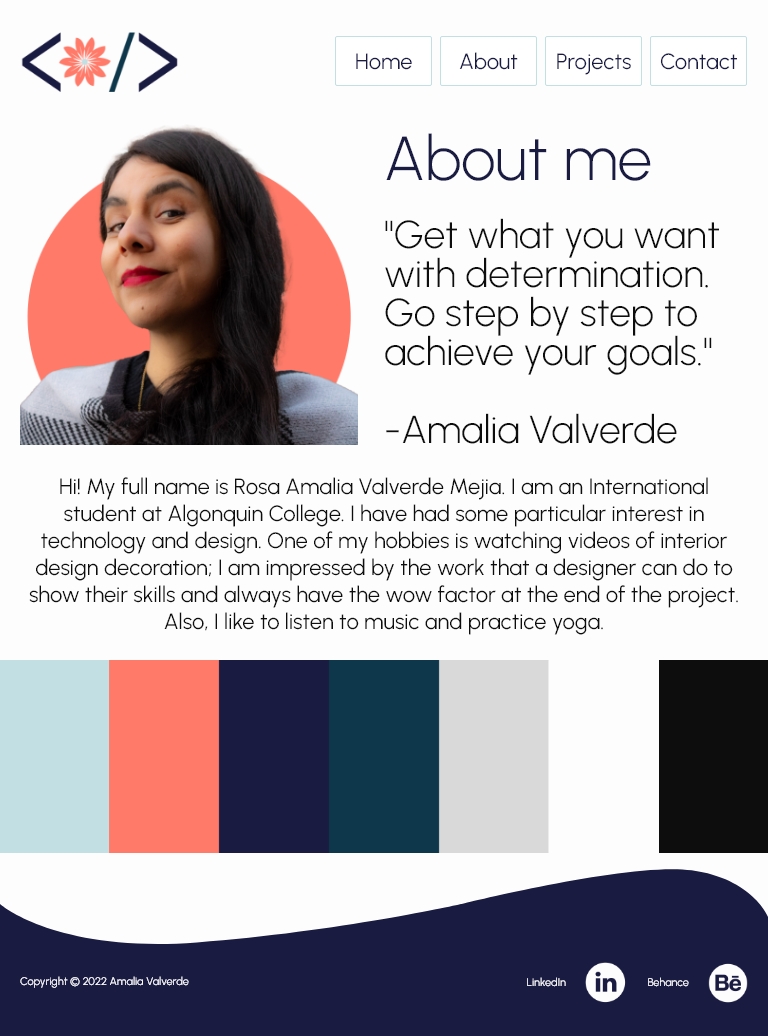 Home About Projects Contact
About me
"Get what you want
with determination.
Go step by step to
achieve your goals."
-Amalia Valverde
Hi! My full name is Rosa Amalia Valverde Mejia. I am an International
student at Algonquin College. I have had some particular interest in
technology and design. One of my hobbies is watching videos of interior
design decoration; I am impressed by the work that a designer can do to
show their skills and always have the wow factor at the end of the project.
Also, I like to listen to music and practice yoga.
Copyright © 2022 Amalia Valverde LinkedIn in Behance Bē